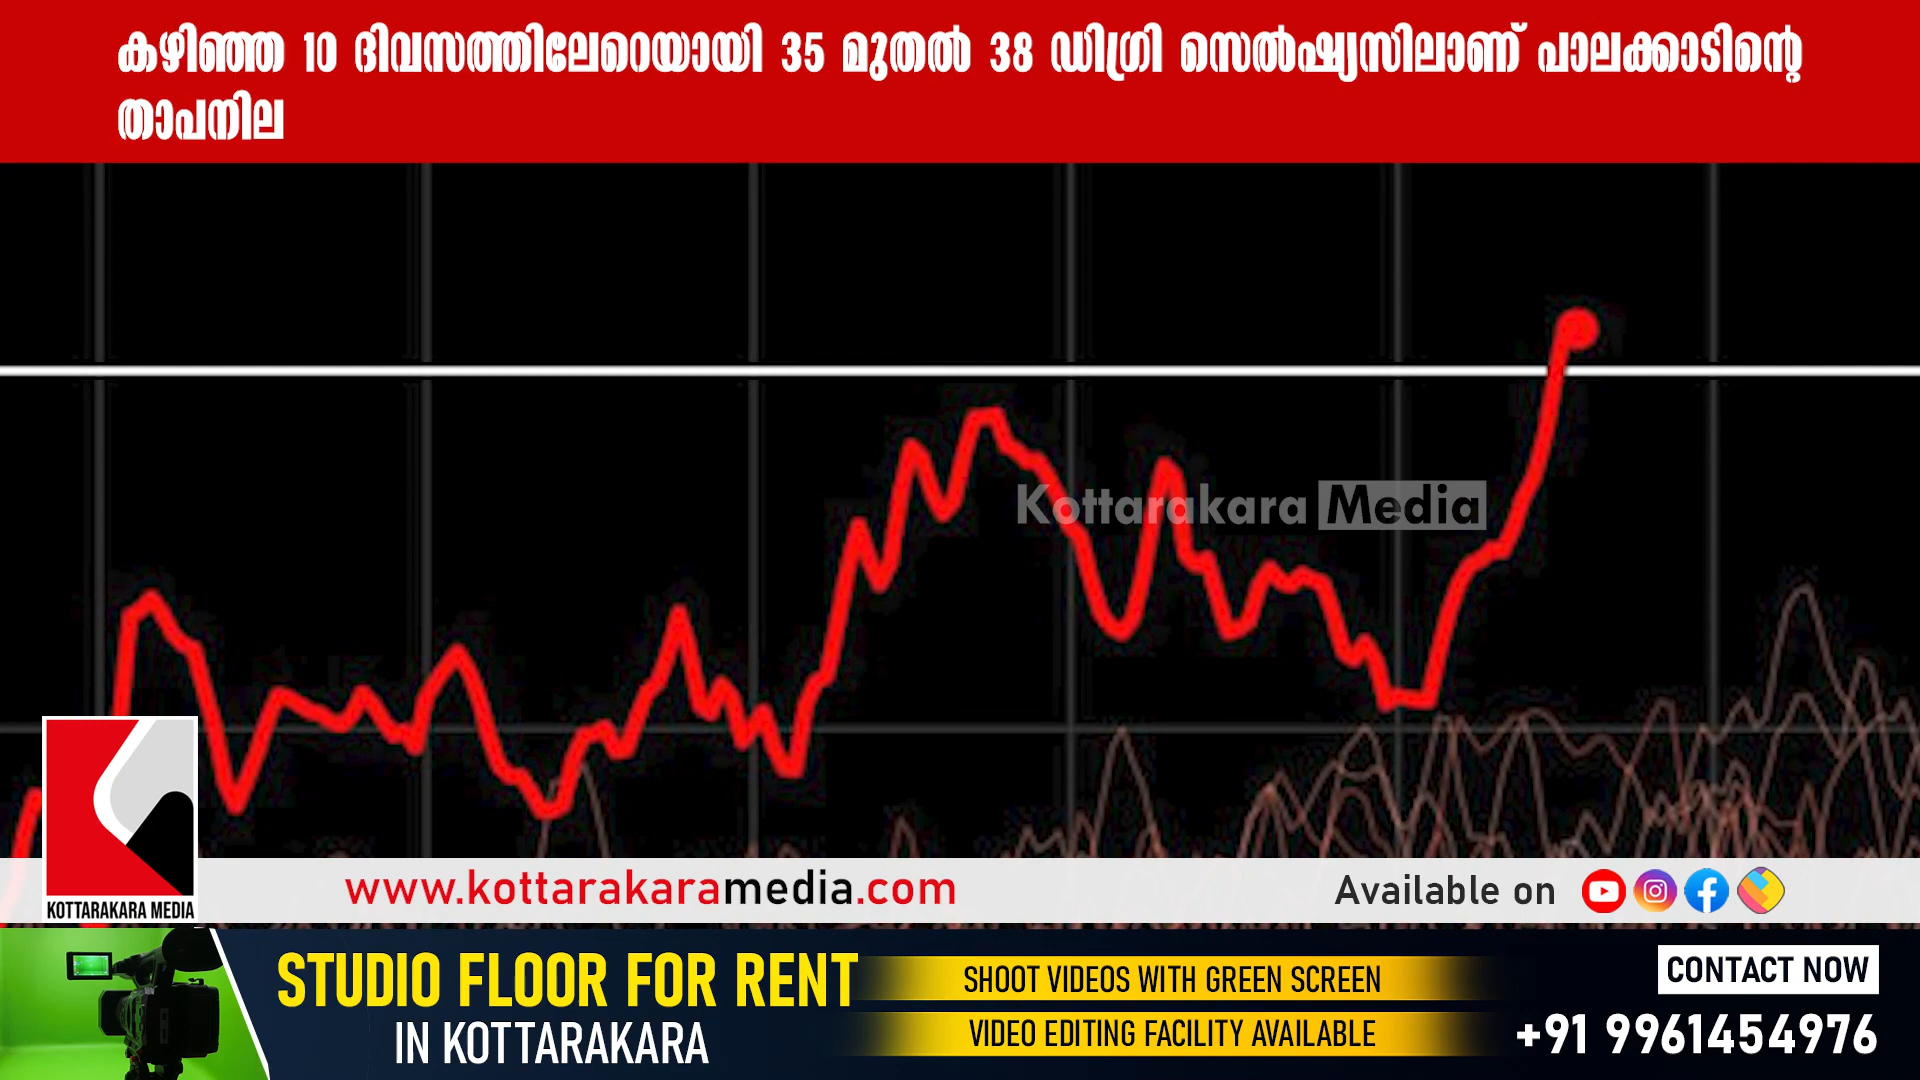 കഴിഞ്ഞ 10 ദിവസത്തിലേറെയായി 35 മുതൽ 38 ഡിഗ്രി സെൽഷ്യസിലാണ് പാലക്കാടിന്റെ
താപനില
Kottarakara Media
KOTTARAKARA MEDIA
www.kottarakaramedia.com
Available on
STUDIO FLOOR FOR RENT
IN KOTTARAKARA
SHOOT VIDEOS WITH GREEN SCREEN
VIDEO EDITING FACILITY AVAILABLE
CONTACT NOW
+91 9961454976